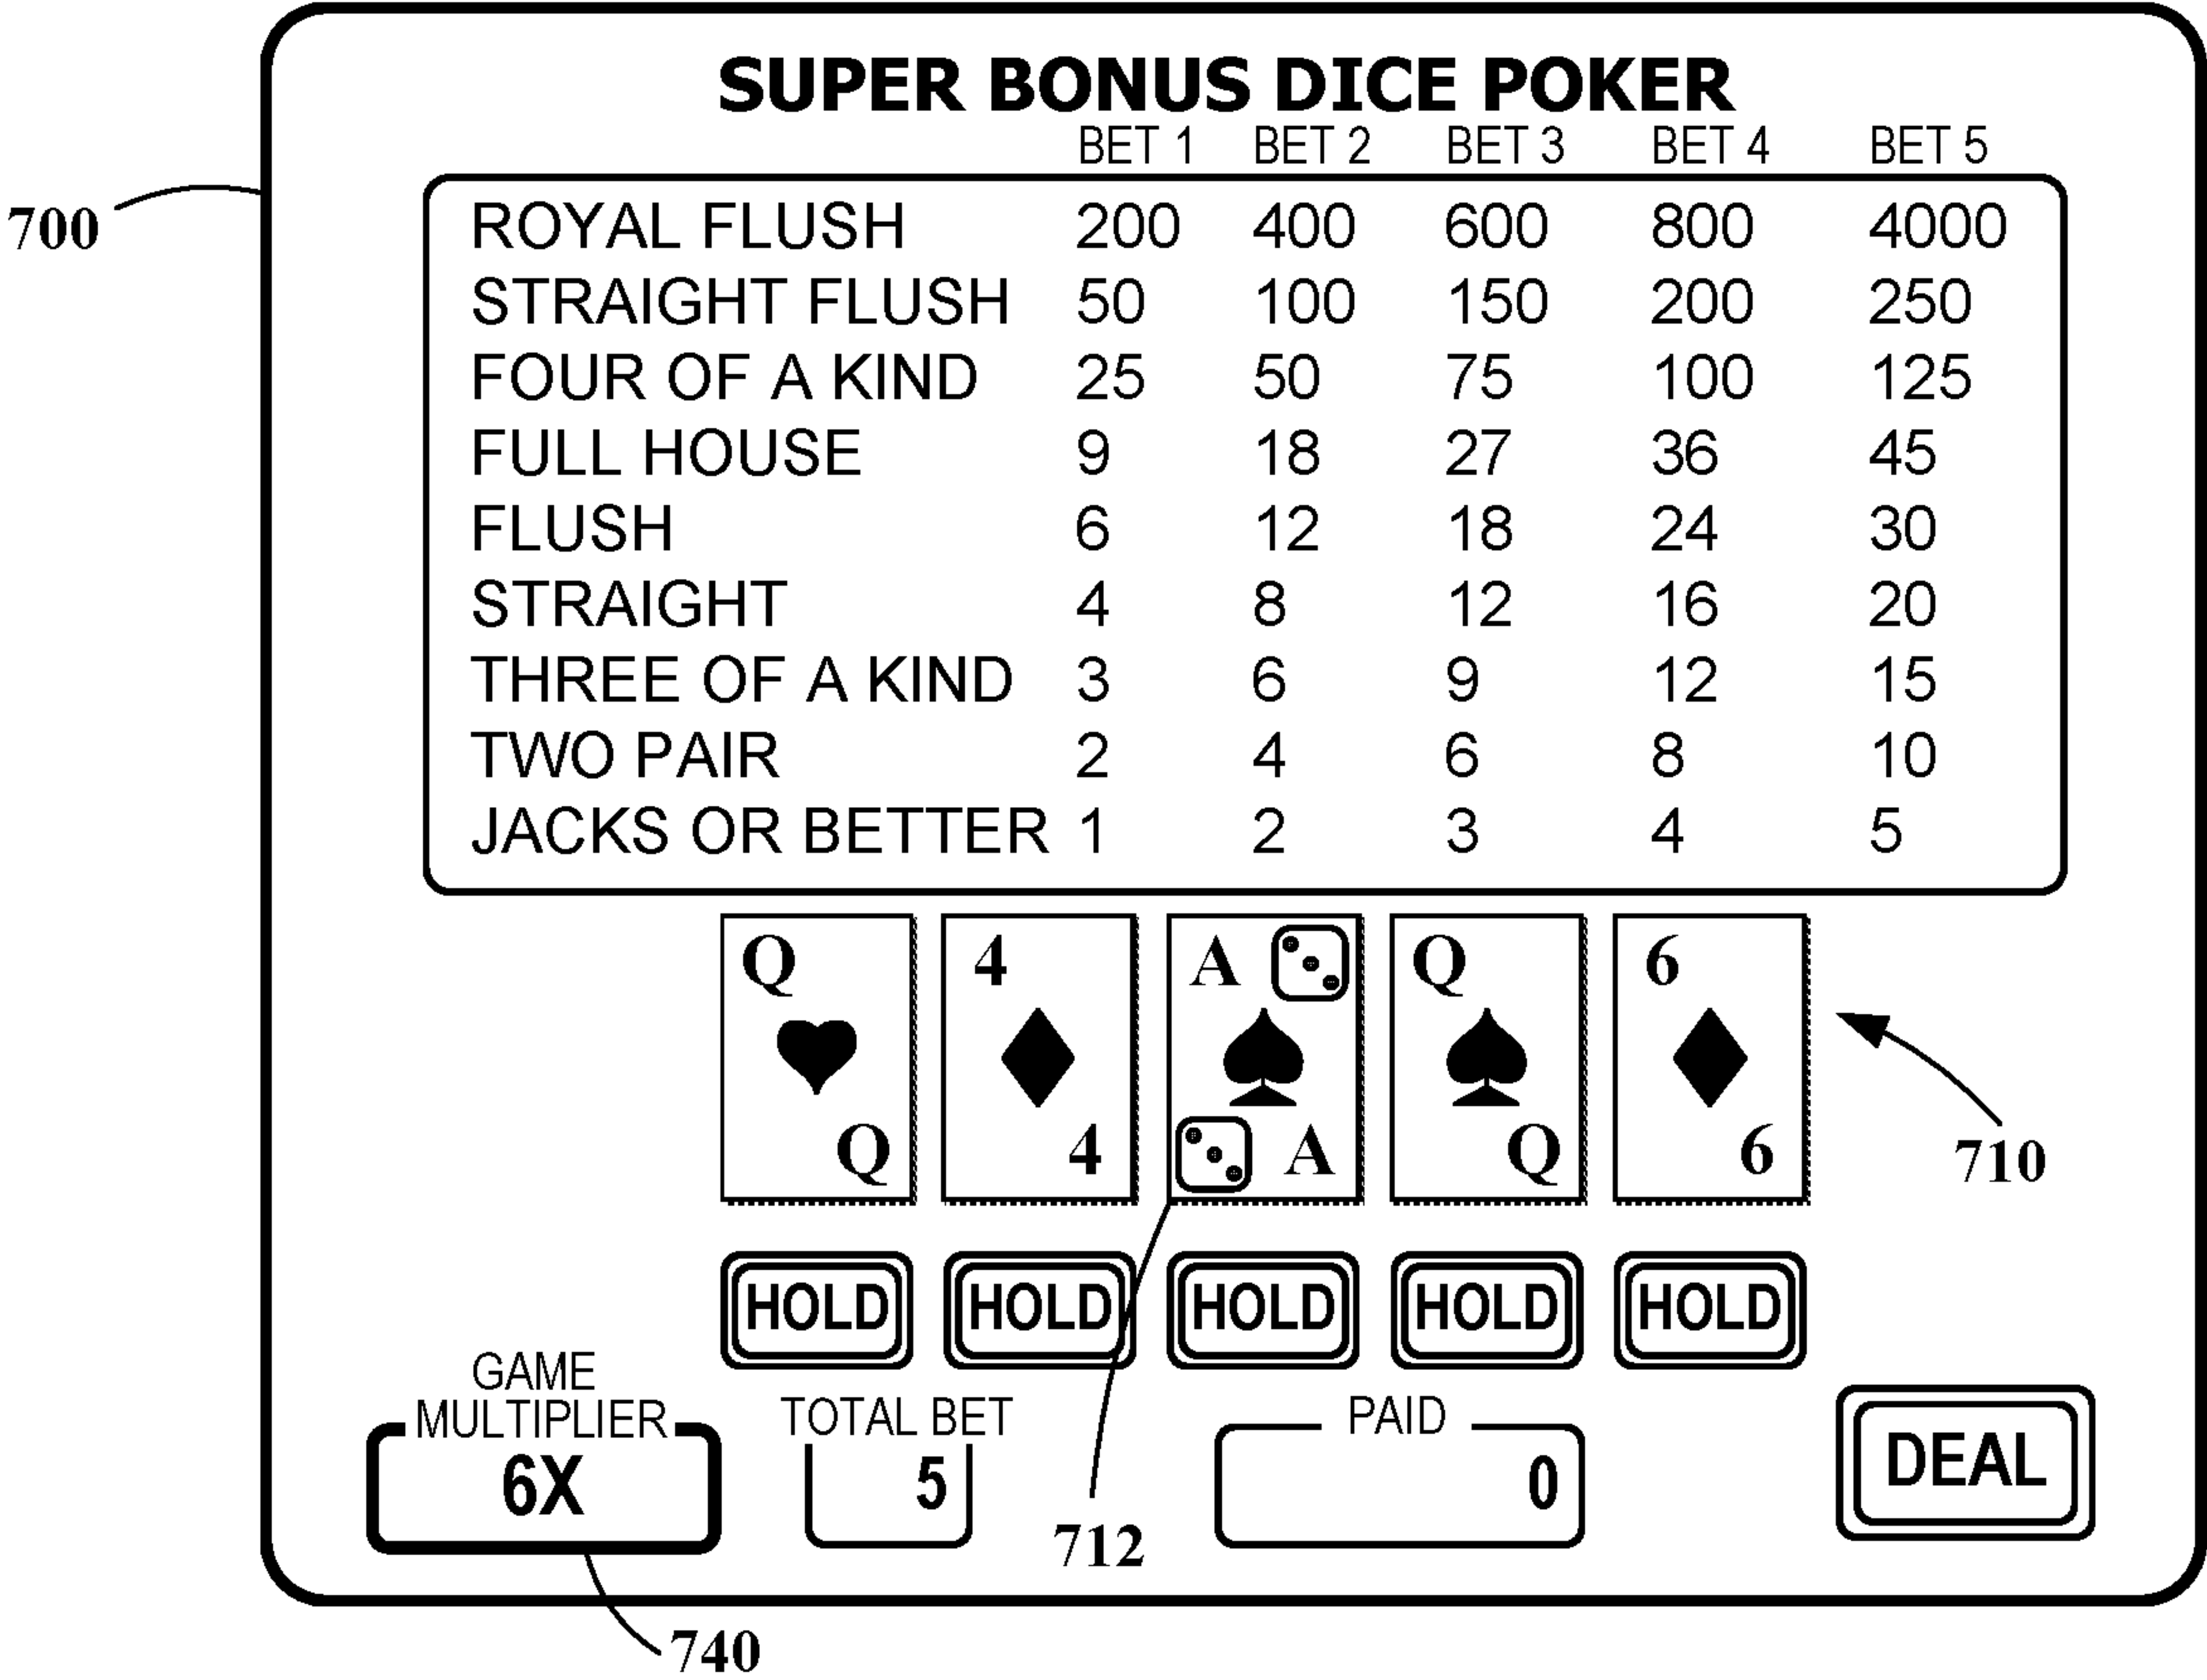 SUPER BONUS DICE POKER
BET 1 BET 2 BET 3 BET 4 BET 5
700
ROYAL FLUSH 200 400 600 800 4000
STRAIGHT FLUSH 50 100 150 200 250
FOUR OF A KIND 25 50 75 100 125
FULL HOUSE 9 18 27 36 45
FLUSH 6 12 18 24 30
STRAIGHT 4 8 12 16 20
THREE OF A KIND 3 6 9 12 15
TWO PAIR 2 4 6 8 10
JACKS OR BETTER 1 2 3 4 5
Q 4 A Q 6
Q 4 A Q 6
710
HOLD HOLD HOLD HOLD HOLD
GAME
MULTIPLIER TOTAL BET PAID
6X 5 0 DEAL
712
740